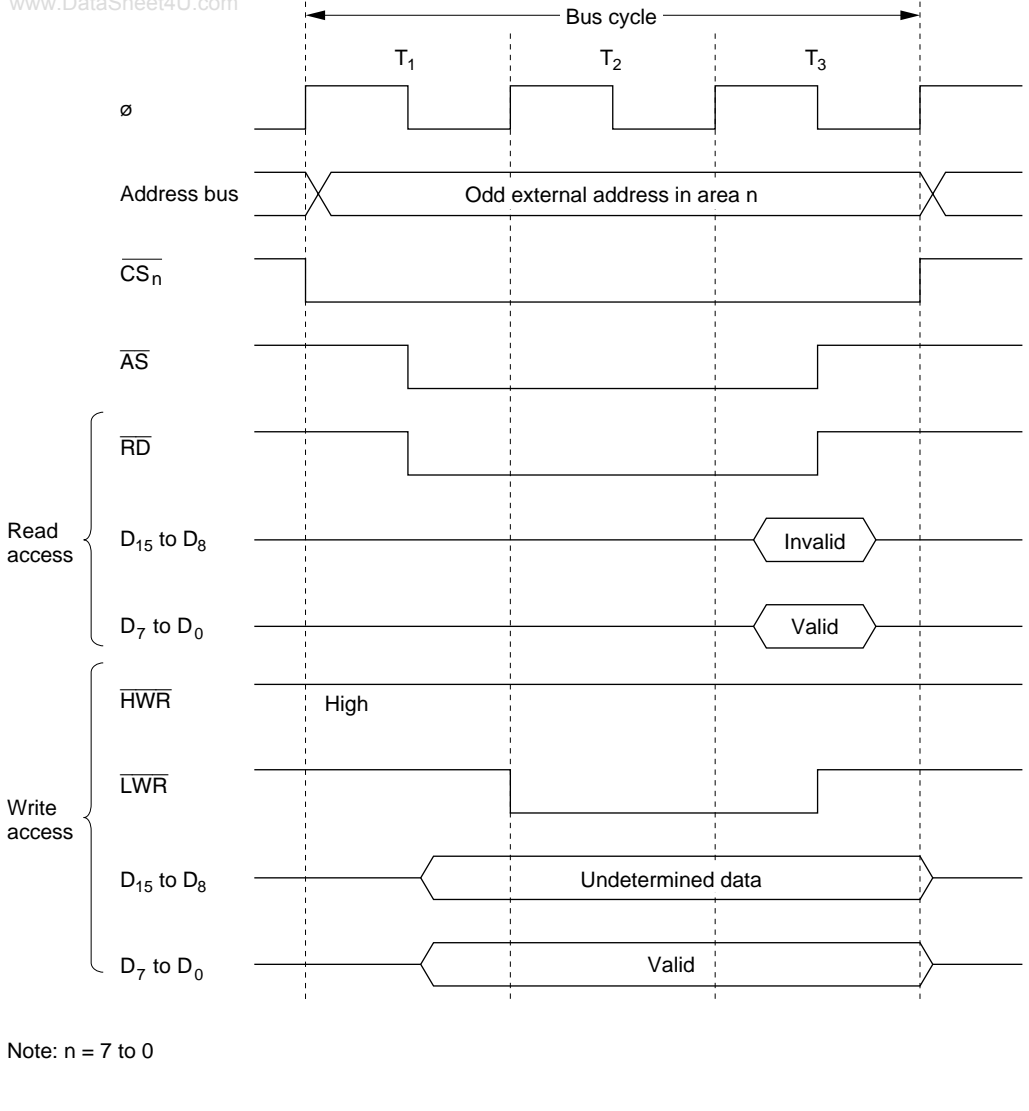 www.DataSheet4U.com
Bus cycle
T1 T2 T3
ø
Address bus Odd external address in area n
CSn
AS
RD
Read access
D15 to D8 Invalid
D7 to D0 Valid
HWR High
LWR
Write access
D15 to D8 Undetermined data
D7 to D0 Valid
Note: n = 7 to 0